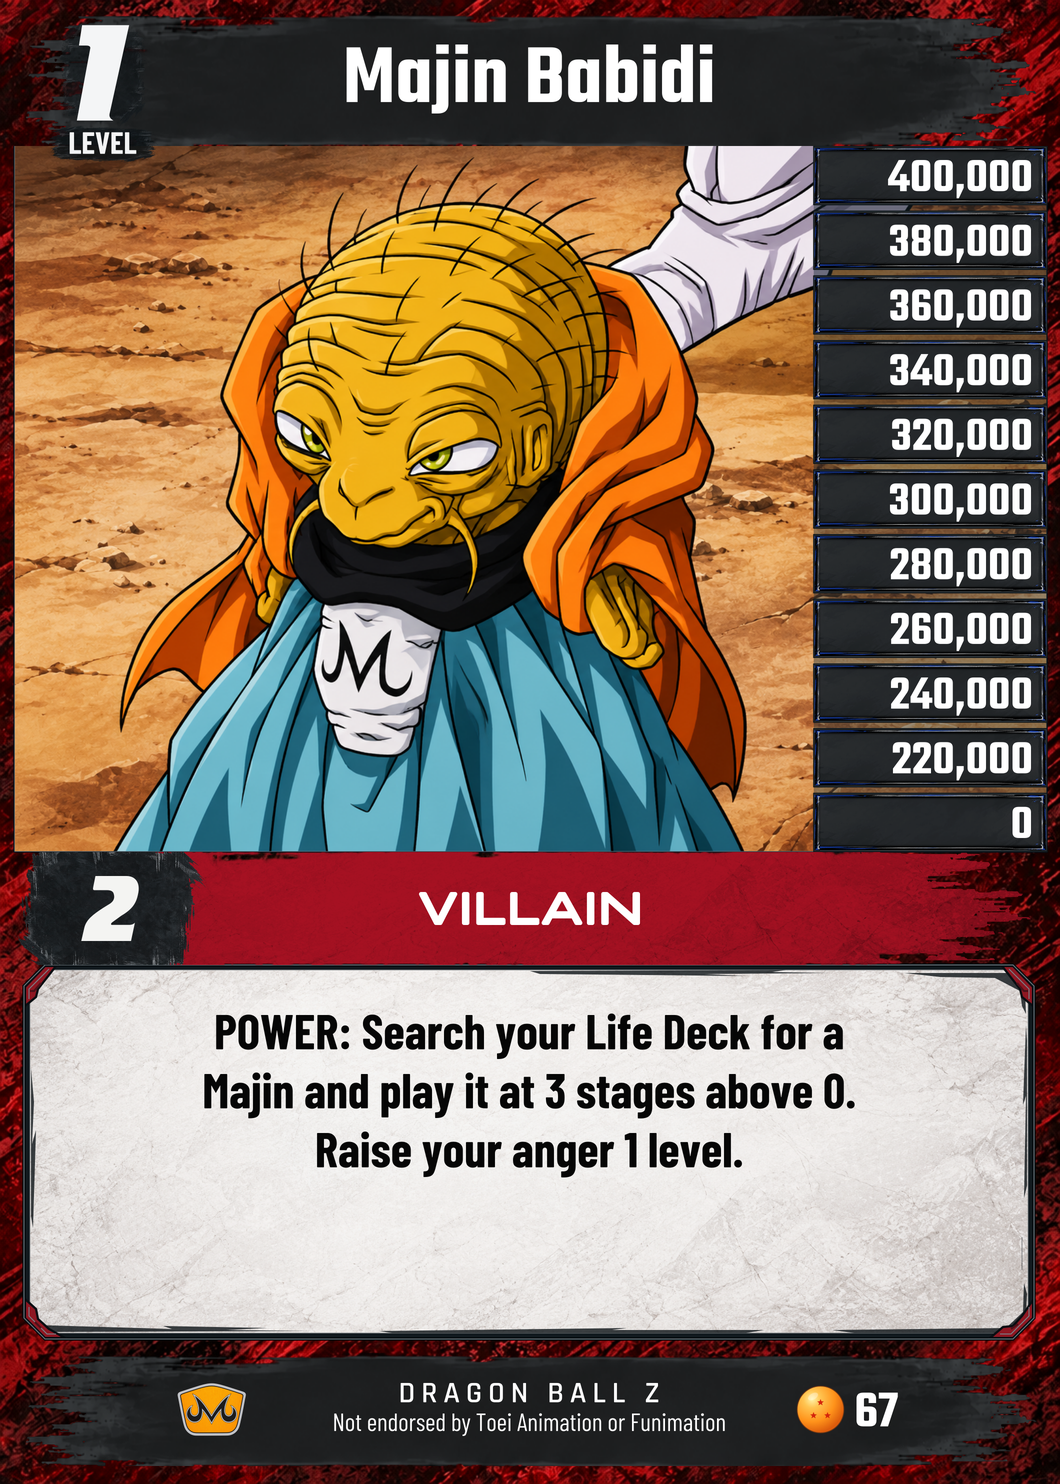 1
LEVEL
Majin Babidi
400,000
380,000
360,000
340,000
320,000
300,000
280,000
260,000
240,000
220,000
0
M
2
VILLAIN
POWER: Search your Life Deck for a
Majin and play it at 3 stages above 0.
Raise your anger 1 level.
M
DRAGON BALL Z
Not endorsed by Toei Animation or Funimation
67